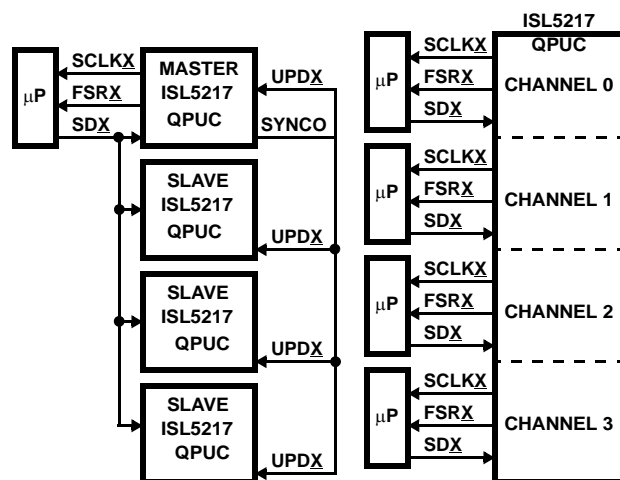 SCLKX
FSRX
SDX
μP
MASTER
ISL5217
QPUC
UPDX
SYNCO
SLAVE
ISL5217
QPUC
UPDX
SLAVE
ISL5217
QPUC
UPDX
SLAVE
ISL5217
QPUC
UPDX
ISL5217
QPUC
μP
SCLKX
FSRX
SDX
CHANNEL 0
μP
SCLKX
FSRX
SDX
CHANNEL 1
μP
SCLKX
FSRX
SDX
CHANNEL 2
μP
SCLKX
FSRX
SDX
CHANNEL 3